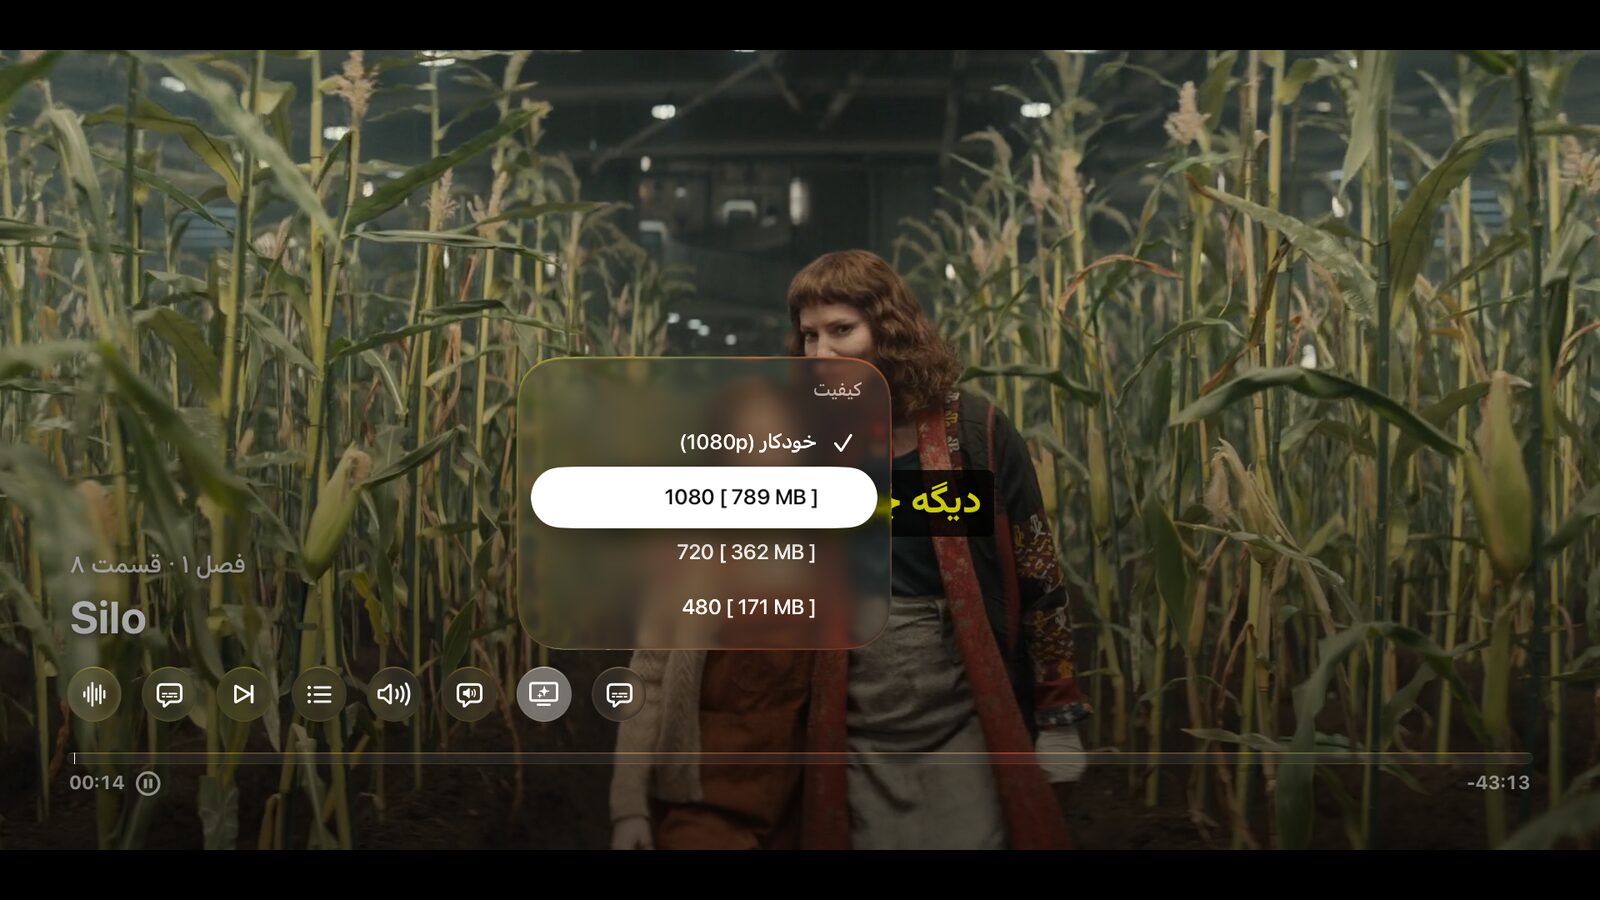 کیفیت
خودکار (1080p)
1080 [ 789 MB ]
720 [ 362 MB ]
480 [ 171 MB ]
دیگه
فصل ۱ · قسمت ۸
Silo
00:14
-43:13